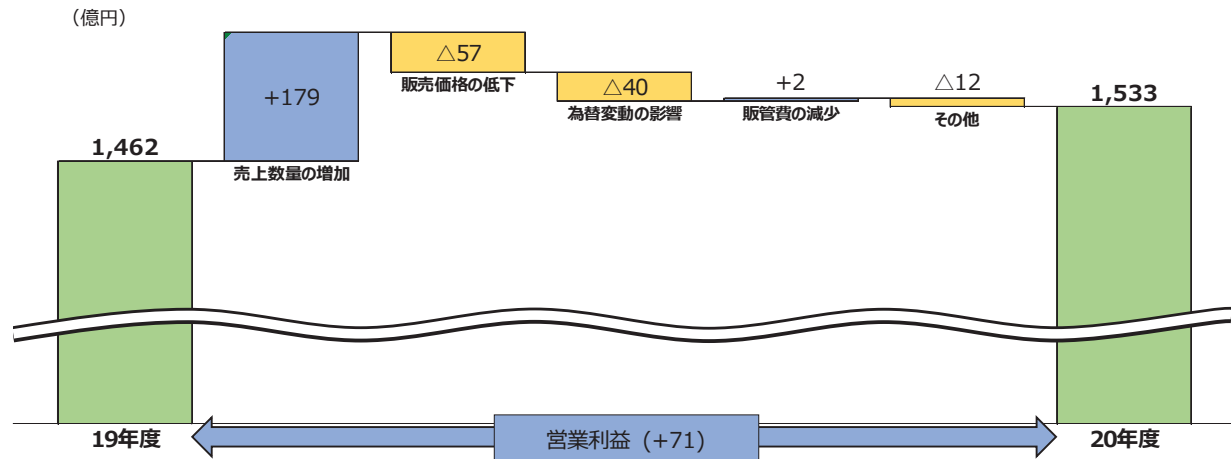 （億円）
1,462
+179
売上数量の増加
△57
販売価格の低下
△40
為替変動の影響
+2
販管費の減少
△12
その他
1,533
19年度
営業利益 (+71)
20年度